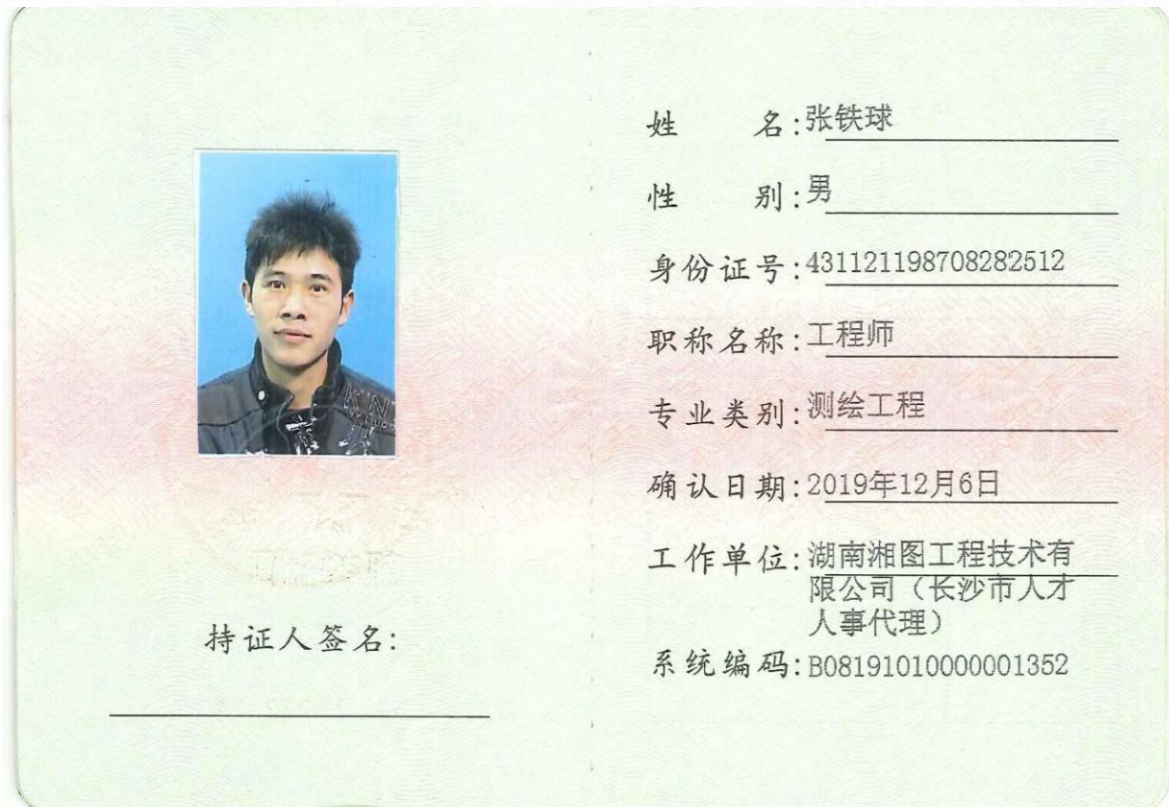 姓名:张铁球
性别:男
身份证号:431121198708282512
职称名称:工程师
专业类别:测绘工程
确认日期:2019年12月6日
工作单位:湖南湘图工程技术有
限公司（长沙市人才
人事代理）
系统编码:B08191010000001352
持证人签名: